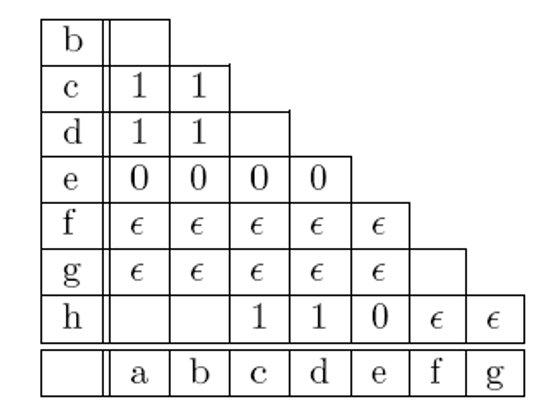 b
c 1 1
d 1 1
e 0 0 0 0
f ϵ ϵ ϵ ϵ ϵ
g ϵ ϵ ϵ ϵ ϵ
h 1 1 0 ϵ ϵ
a b c d e f g